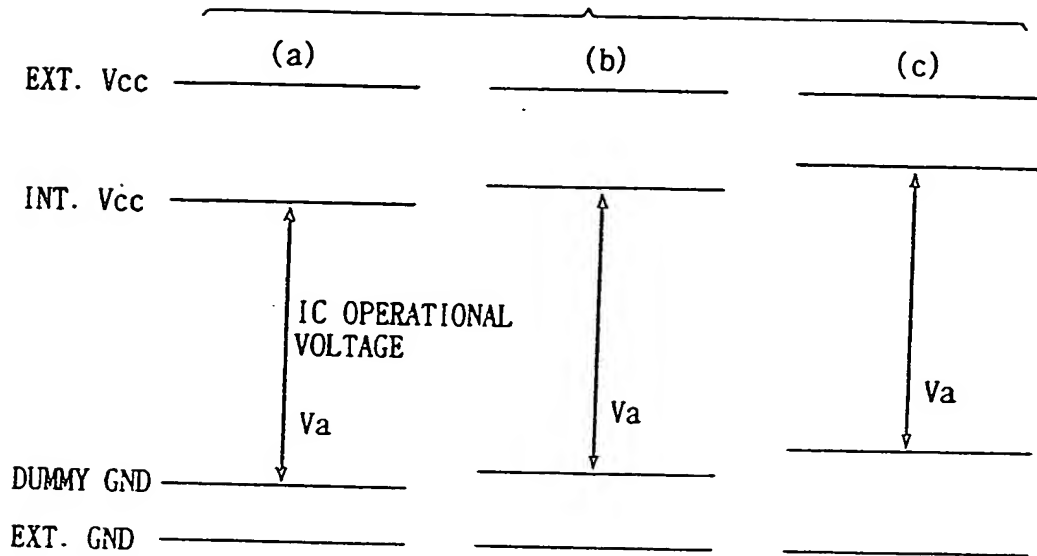 (a) (b) (c)
EXT. Vcc
INT. Vcc
IC OPERATIONAL
VOLTAGE
Va Va Va
DUMMY GND
EXT. GND